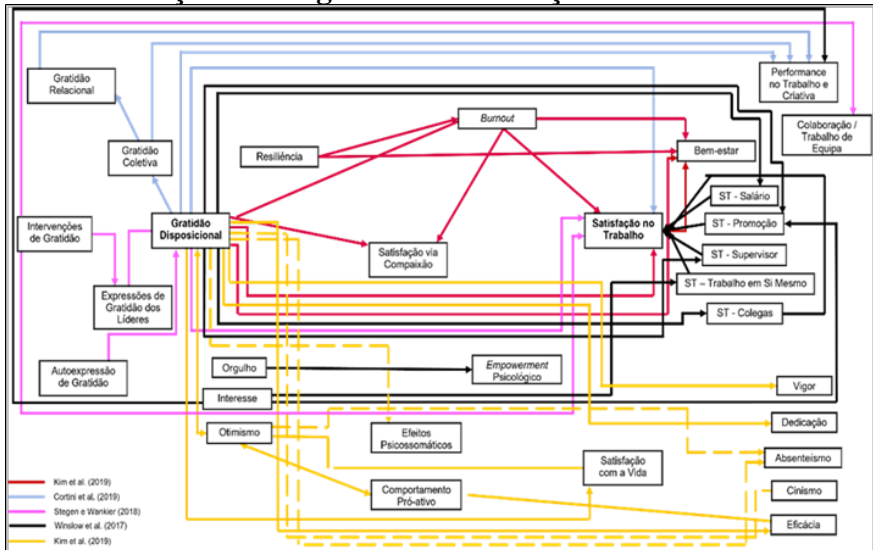 Gratidão
Relacional
Performance
no Trabalho e
Criativa
Burnout
Colaboração /
Trabalho de
Equipa
Gratidão
Coletiva
Resiliência
Bem-estar
ST - Salário
Intervenções
de Gratidão
Gratidão
Disposicional
Satisfação no
Trabalho
ST - Promoção
Satisfação via
Compaixão
ST - Supervisor
ST – Trabalho em Si Mesmo
Expressões de
Gratidão dos
Líderes
ST - Colegas
Autoexpressão
de Gratidão
Orgulho
Empowerment
Psicológico
Interesse
Vigor
Otimismo
Efeitos
Psicossomáticos
Dedicação
Satisfação
com a Vida
Absenteísmo
Comportamento
Pró-ativo
Cinismo
Eficácia
Kim et al. (2019)
Cortini et al. (2019)
Stegen e Wankier (2018)
Winslow et al. (2017)
Kim et al. (2019)